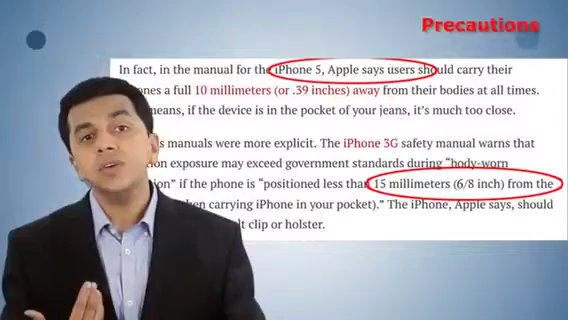 Precautions
In fact, in the manual for the iPhone 5, Apple says users should carry their
nes a full 10 millimeters (or .39 inches) away from their bodies at all times.
means, if the device is in the pocket of your jeans, it's much too close.
s manuals were more explicit. The iPhone 3G safety manual warns that
on exposure may exceed government standards during “body-worn
ion” if the phone is “positioned less than 15 millimeters (6/8 inch) from the
en carrying iPhone in your pocket).” The iPhone, Apple says, should
lt clip or holster.